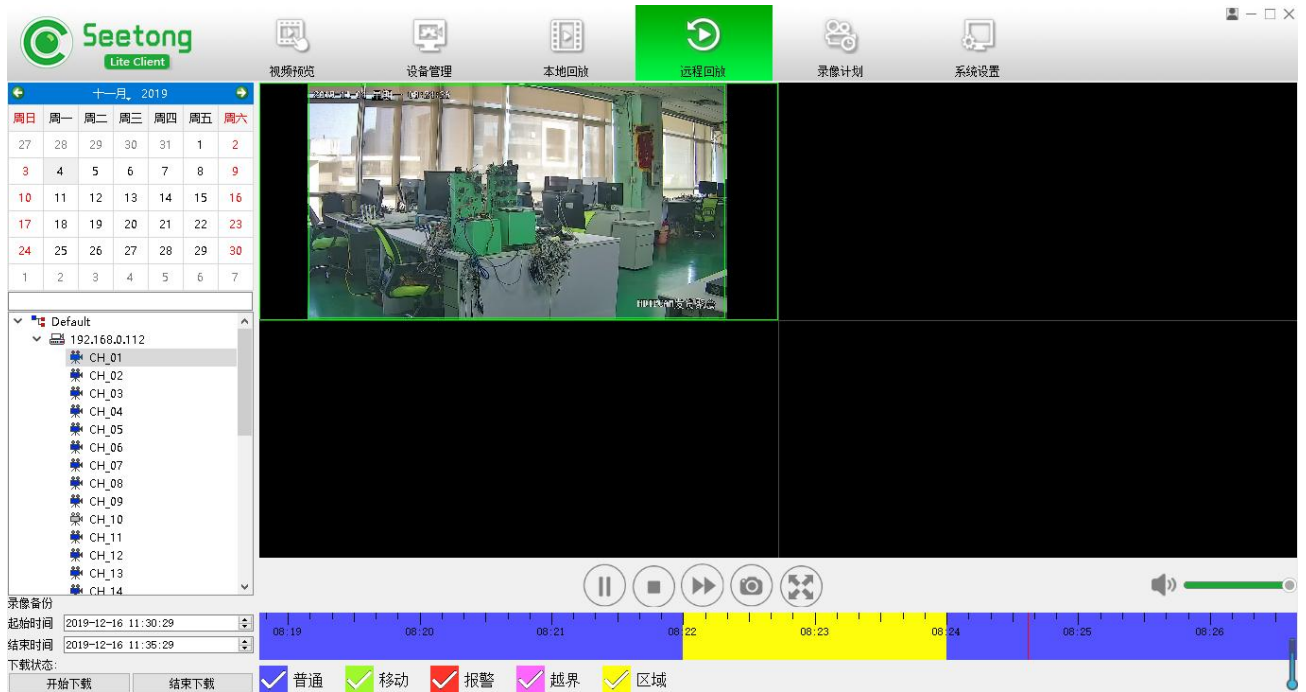 Seetong
Lite Client
视频预览
设备管理
本地回放
远程回放
录像计划
系统设置
十一月, 2019
周日 周一 周二 周三 周四 周五 周六
27 28 29 30 31 1 2
3 4 5 6 7 8 9
10 11 12 13 14 15 16
17 18 19 20 21 22 23
24 25 26 27 28 29 30
1 2 3 4 5 6 7
Default
192.168.0.112
CH_01
CH_02
CH_03
CH_04
CH_05
CH_06
CH_07
CH_08
CH_09
CH_10
CH_11
CH_12
CH_13
CH_14
录像备份
起始时间 2019-12-16 11:30:29
结束时间 2019-12-16 11:35:29
下载状态:
开始下载 结束下载
08:19 08:20 08:21 08:22 08:23 08:24 08:25 08:26
普通 移动 报警 越界 区域